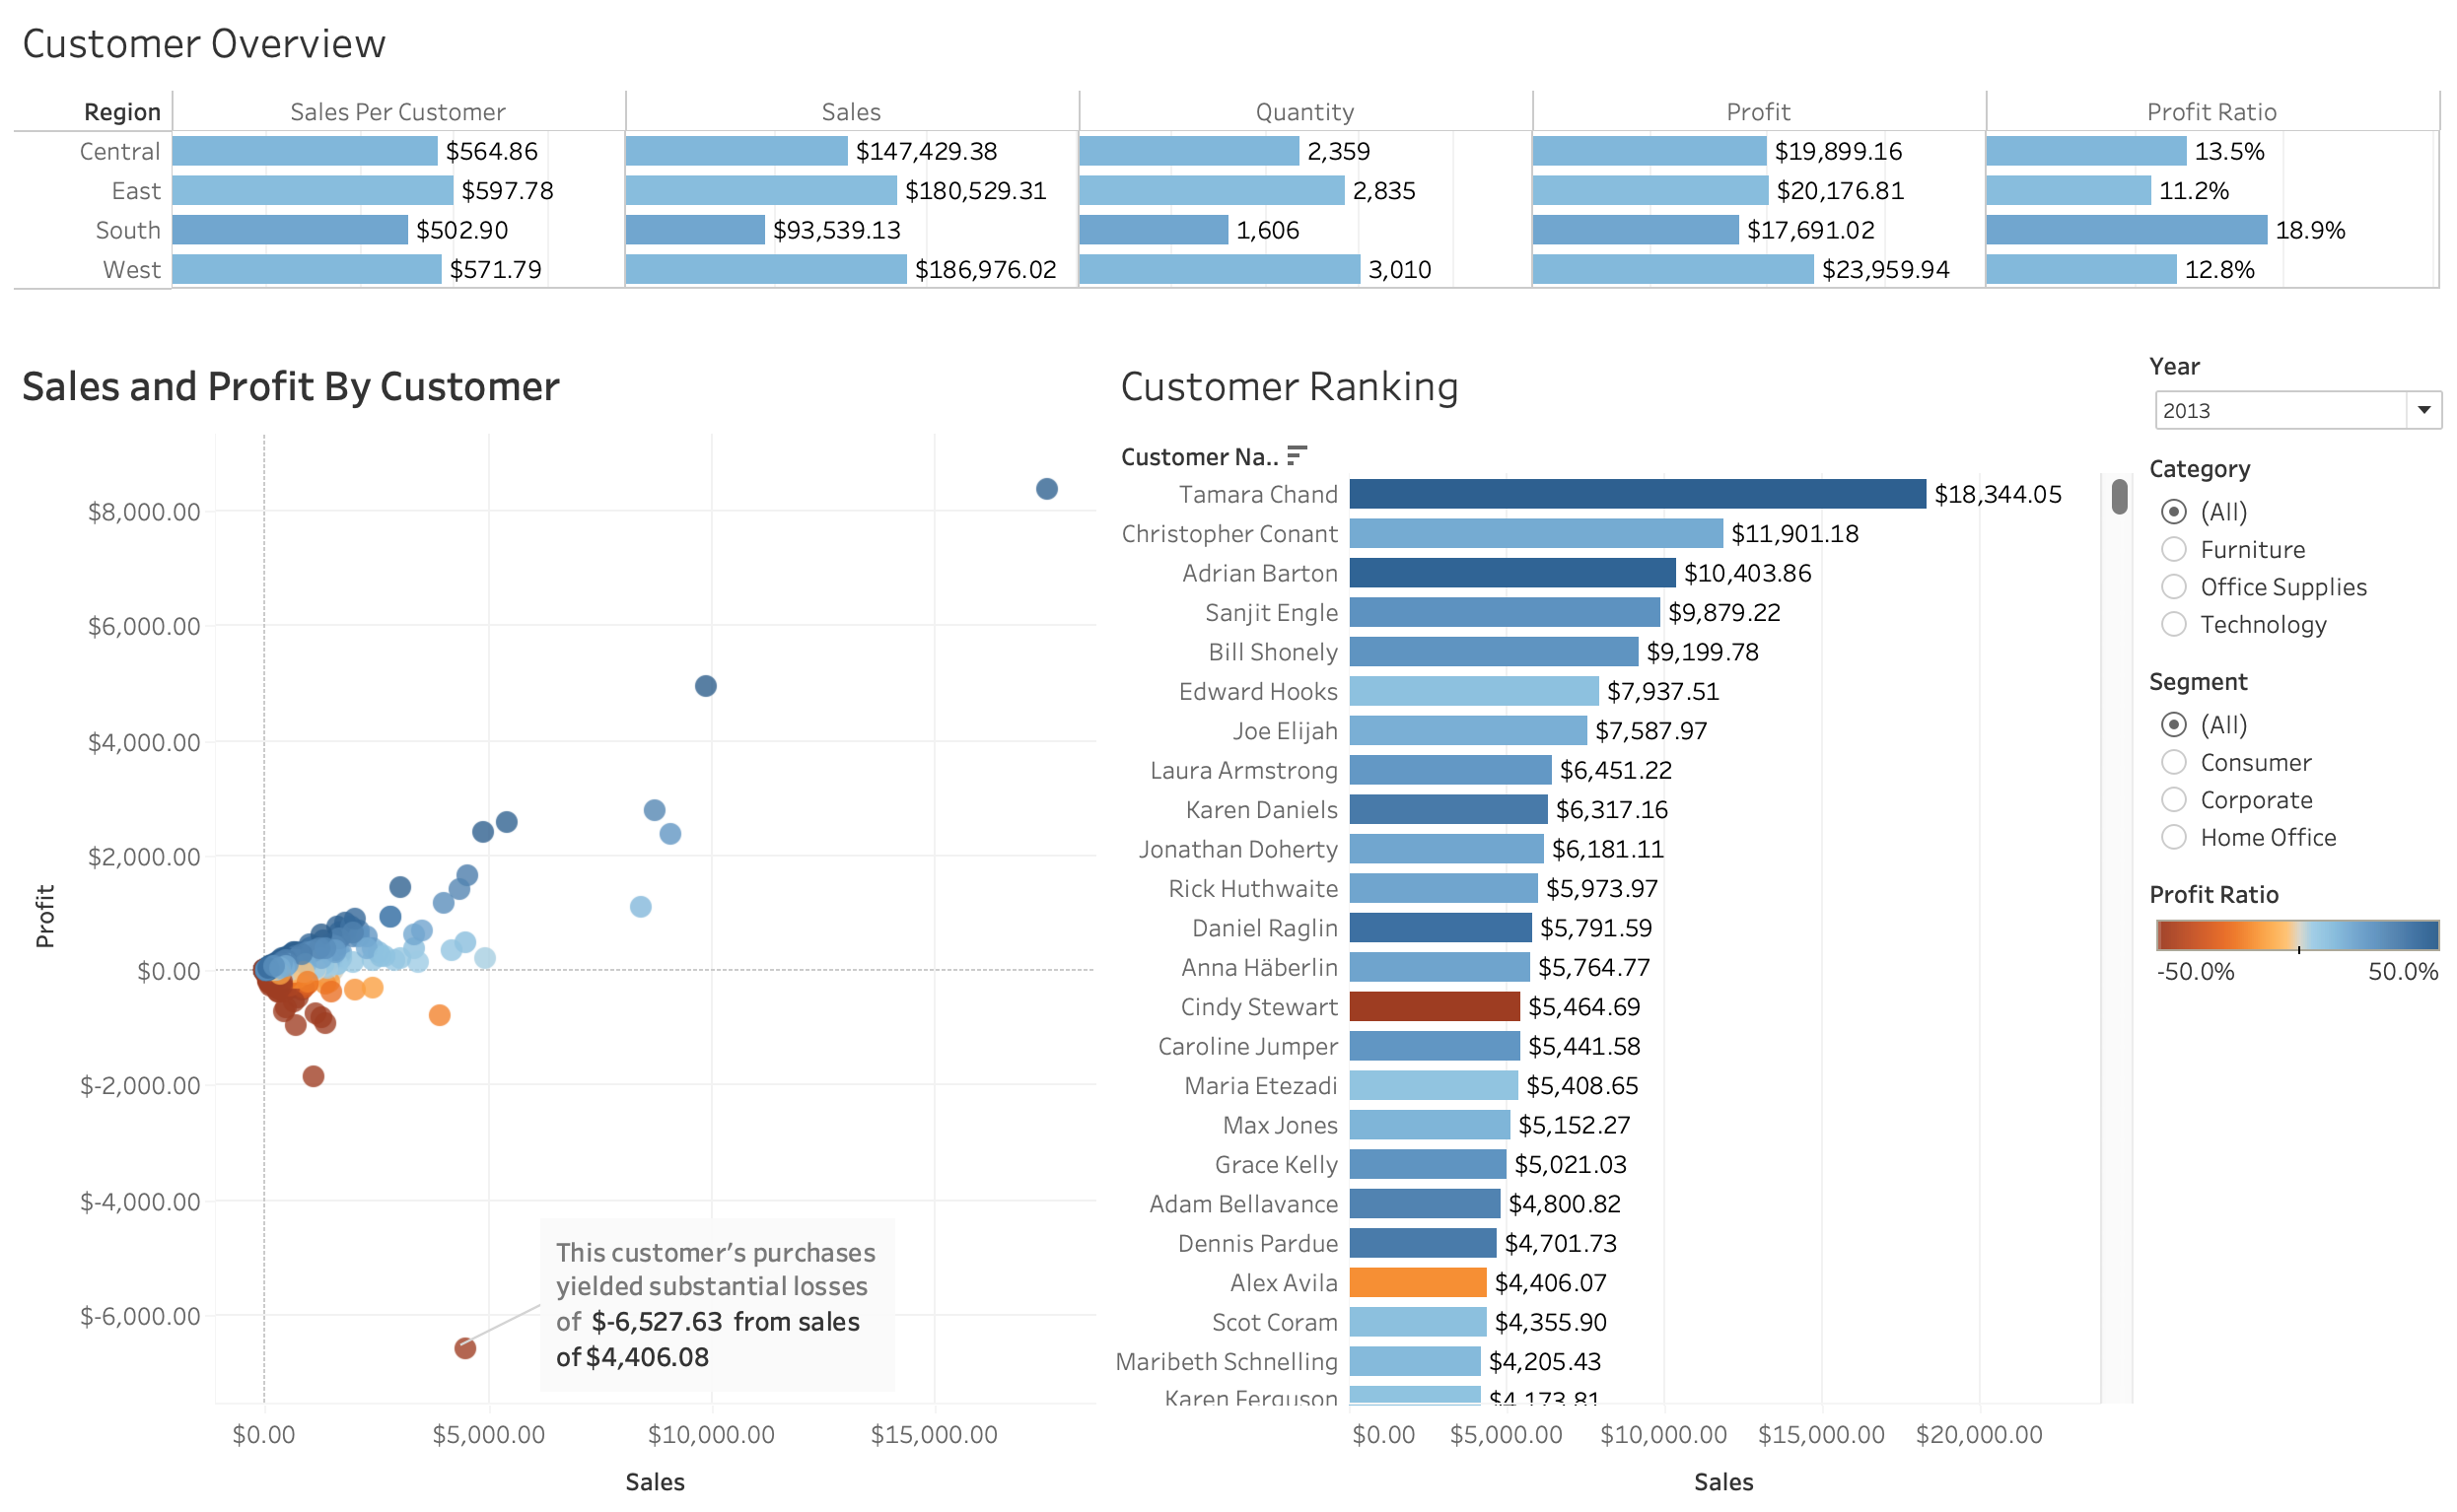 Customer Overview
Region Sales Per Customer Sales Quantity Profit Profit Ratio
Central $564.86 $147,429.38 2,359 $19,899.16 13.5%
East $597.78 $180,529.31 2,835 $20,176.81 11.2%
South $502.90 $93,539.13 1,606 $17,691.02 18.9%
West $571.79 $186,976.02 3,010 $23,959.94 12.8%
Sales and Profit By Customer
Profit
$8,000.00
$6,000.00
$4,000.00
$2,000.00
$0.00
$-2,000.00
$-4,000.00
$-6,000.00
This customer's purchases
yielded substantial losses
of $-6,527.63 from sales
of $4,406.08
$0.00 $5,000.00 $10,000.00 $15,000.00
Sales
Customer Ranking
Customer Na..
Tamara Chand $18,344.05
Christopher Conant $11,901.18
Adrian Barton $10,403.86
Sanjit Engle $9,879.22
Bill Shonely $9,199.78
Edward Hooks $7,937.51
Joe Elijah $7,587.97
Laura Armstrong $6,451.22
Karen Daniels $6,317.16
Jonathan Doherty $6,181.11
Rick Huthwaite $5,973.97
Daniel Raglin $5,791.59
Anna Häberlin $5,764.77
Cindy Stewart $5,464.69
Caroline Jumper $5,441.58
Maria Etezadi $5,408.65
Max Jones $5,152.27
Grace Kelly $5,021.03
Adam Bellavance $4,800.82
Dennis Pardue $4,701.73
Alex Avila $4,406.07
Scot Coram $4,355.90
Maribeth Schnelling $4,205.43
Karen Ferguson $4,173.81
$0.00 $5,000.00 $10,000.00 $15,000.00 $20,000.00
Sales
Year
2013
Category
(All)
Furniture
Office Supplies
Technology
Segment
(All)
Consumer
Corporate
Home Office
Profit Ratio
-50.0% 50.0%